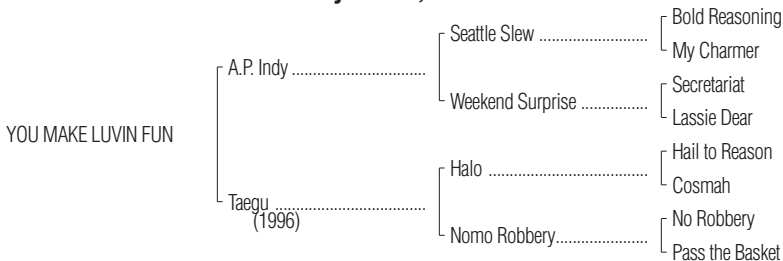 Bold Reasoning
Seattle Slew ..............................
My Charmer
A.P. Indy .....................................
Secretariat
Weekend Surprise ..................
Lassie Dear
YOU MAKE LUVIN FUN
Hail to Reason
Halo ...........................................
Cosmah
Taegu .........................................
(1996)
No Robbery
Nomo Robbery.........................
Pass the Basket